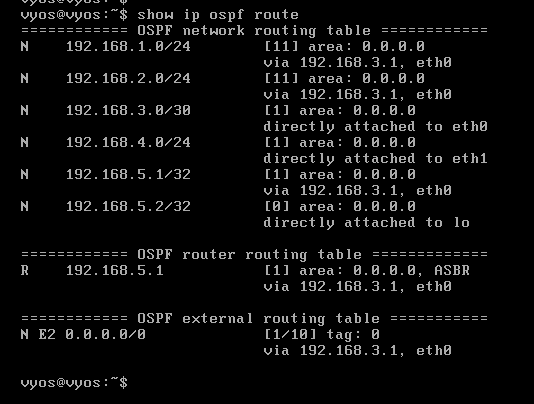 vyos@vyos:~$ show ip ospf route
============ OSPF network routing table ============
N    192.168.1.0/24        [11] area: 0.0.0.0
                           via 192.168.3.1, eth0
N    192.168.2.0/24        [11] area: 0.0.0.0
                           via 192.168.3.1, eth0
N    192.168.3.0/30        [1] area: 0.0.0.0
                           directly attached to eth0
N    192.168.4.0/24        [1] area: 0.0.0.0
                           directly attached to eth1
N    192.168.5.1/32        [1] area: 0.0.0.0
                           via 192.168.3.1, eth0
N    192.168.5.2/32        [0] area: 0.0.0.0
                           directly attached to lo
============ OSPF router routing table =============
R    192.168.5.1           [1] area: 0.0.0.0, ASBR
                           via 192.168.3.1, eth0
============ OSPF external routing table ===========
N E2 0.0.0.0/0             [1/10] tag: 0
                           via 192.168.3.1, eth0
vyos@vyos:~$